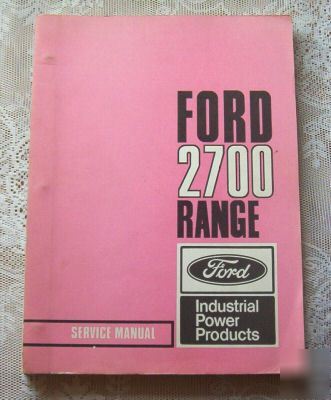 FORD
2700
RANGE
Ford
Industrial
Power
Products
SERVICE MANUAL